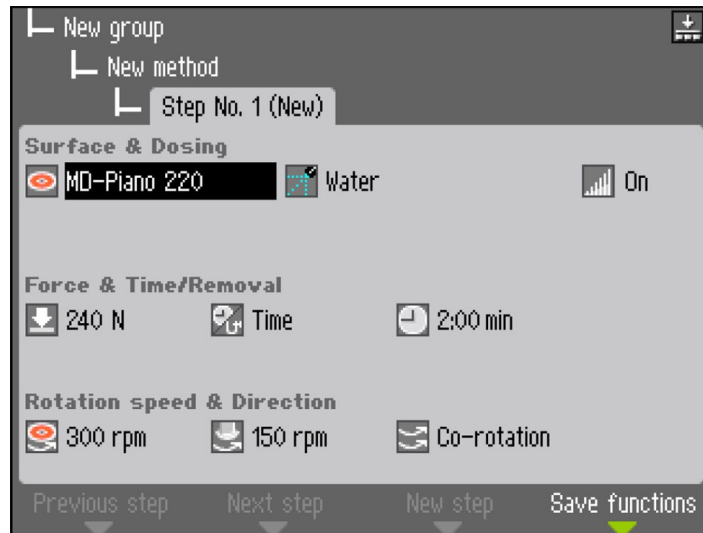 New group
New method
Step No. 1 (New)
Surface & Dosing
MD-Piano 220 Water On
Force & Time/Removal
240 N Time 2:00 min
Rotation speed & Direction
300 rpm 150 rpm Co-rotation
Previous step Next step New step Save functions